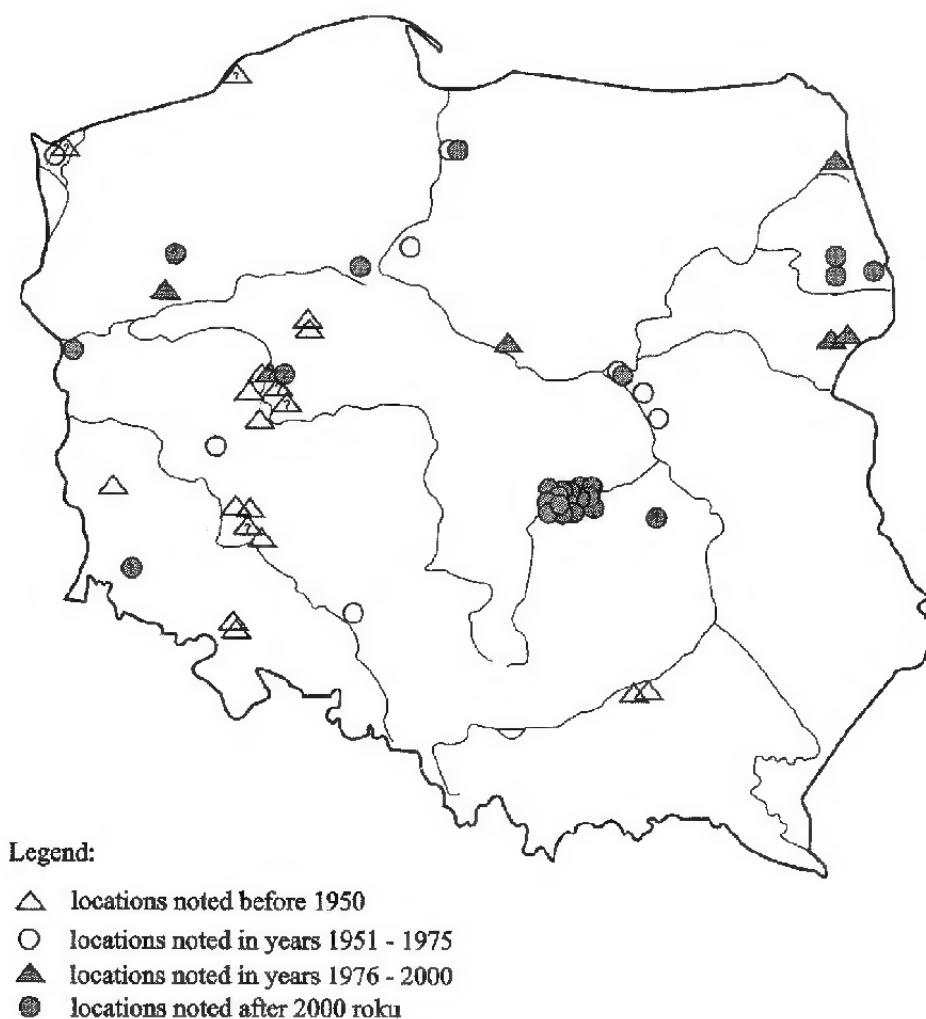 ?
?
?
?
?
Legend:
locations noted before 1950
locations noted in years 1951 - 1975
locations noted in years 1976 - 2000
locations noted after 2000 roku